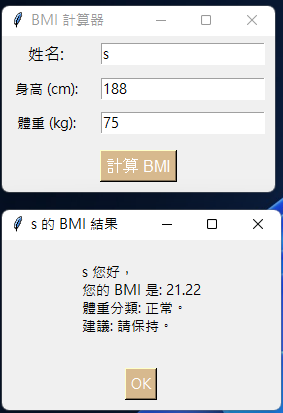 BMI 計算器
姓名: s
身高 (cm): 188
體重 (kg): 75
計算 BMI
s 的 BMI 結果
s 您好，
您的 BMI 是: 21.22
體重分類: 正常。
建議: 請保持。
OK